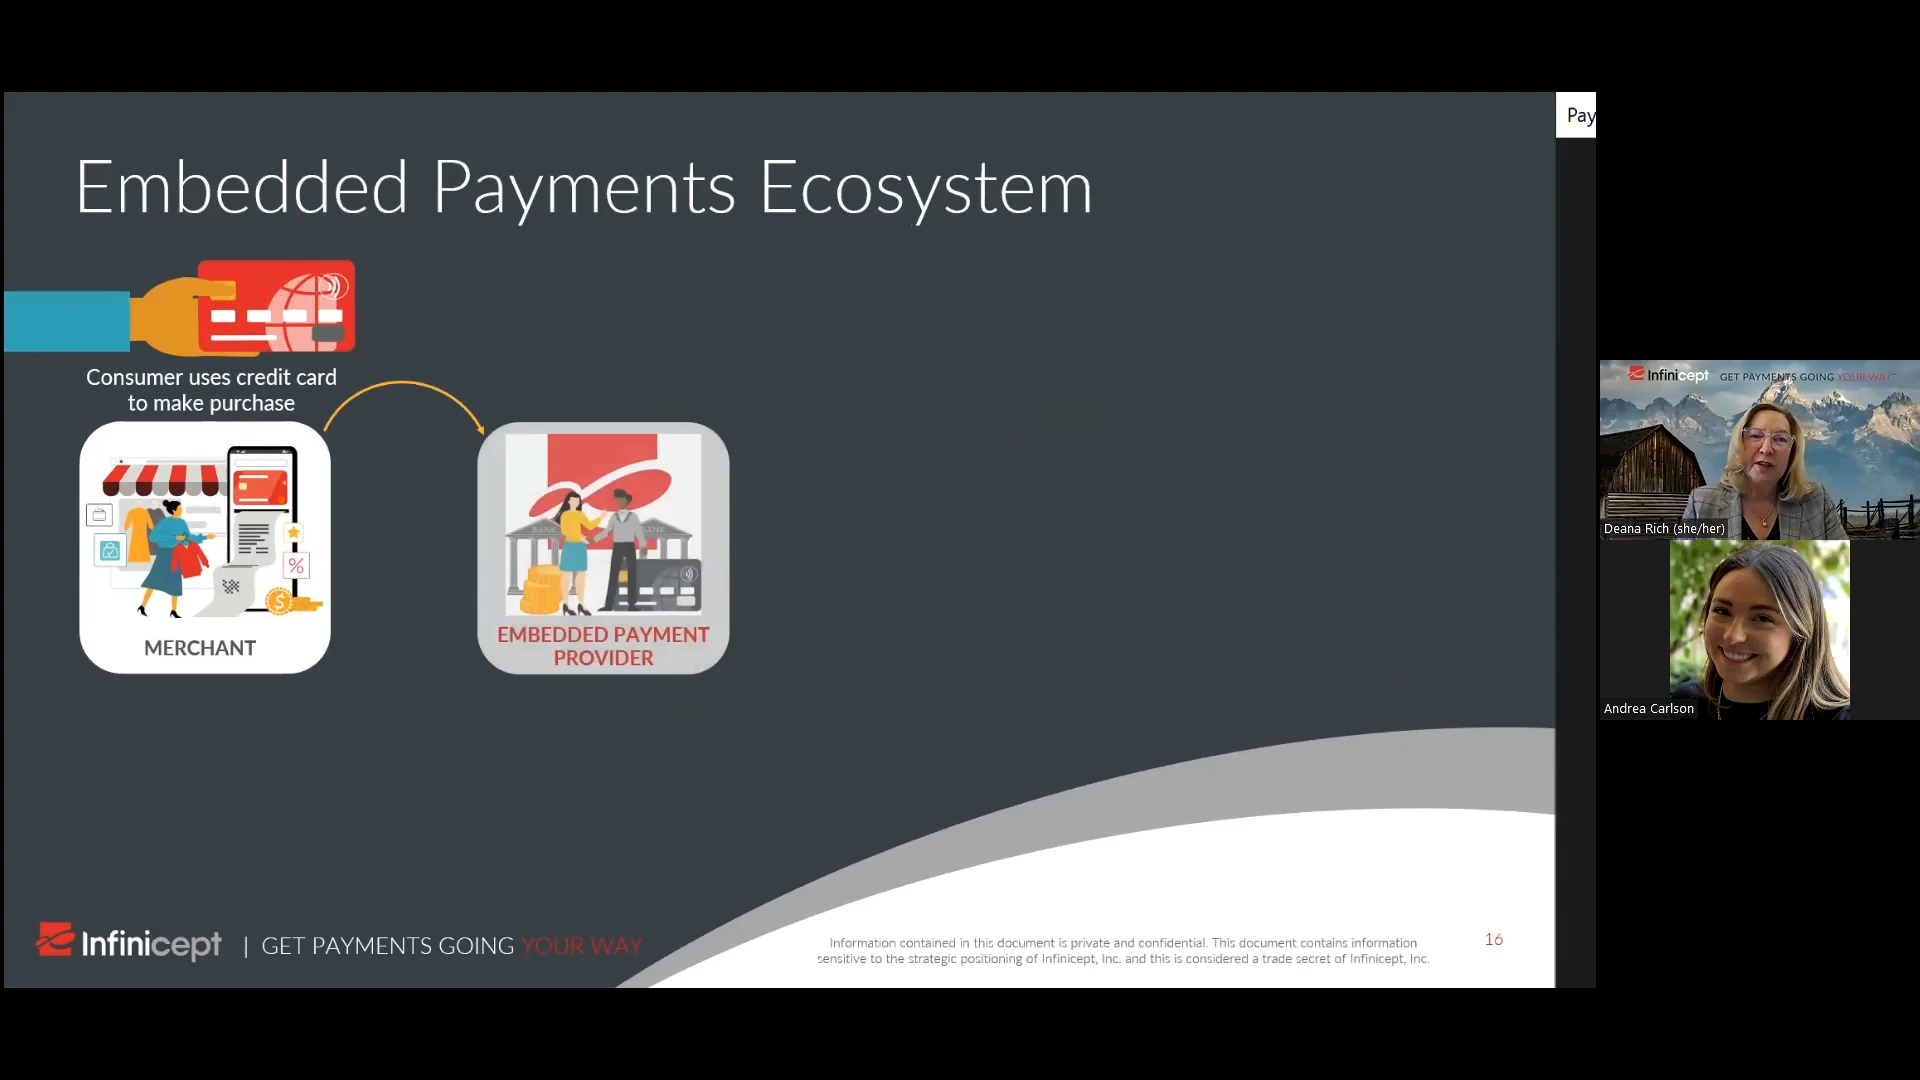 Embedded Payments Ecosystem
Pay
Consumer uses credit card
to make purchase
MERCHANT
BANK
BANK
EMBEDDED PAYMENT
PROVIDER
%
$
Infinicept | GET PAYMENTS GOING YOUR WAY
Information contained in this document is private and confidential. This document contains information
sensitive to the strategic positioning of Infinicept, Inc. and this is considered a trade secret of Infinicept, Inc.
16
Infinicept GET PAYMENTS GOING YOUR WAY
Deana Rich (she/her)
Andrea Carlson